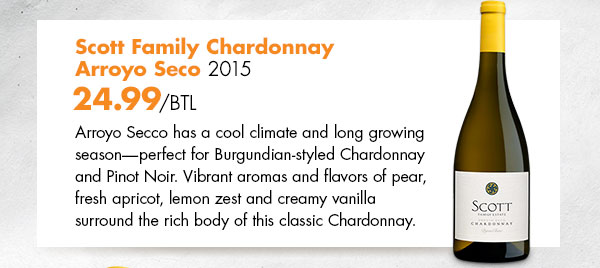 Scott Family Chardonnay
Arroyo Seco 2015
24.99/BTL
Arroyo Secco has a cool climate and long growing
season—perfect for Burgundian-styled Chardonnay
and Pinot Noir. Vibrant aromas and flavors of pear,
fresh apricot, lemon zest and creamy vanilla
surround the rich body of this classic Chardonnay.
SCOTT
FAMILY ESTATE
CHARDONNAY